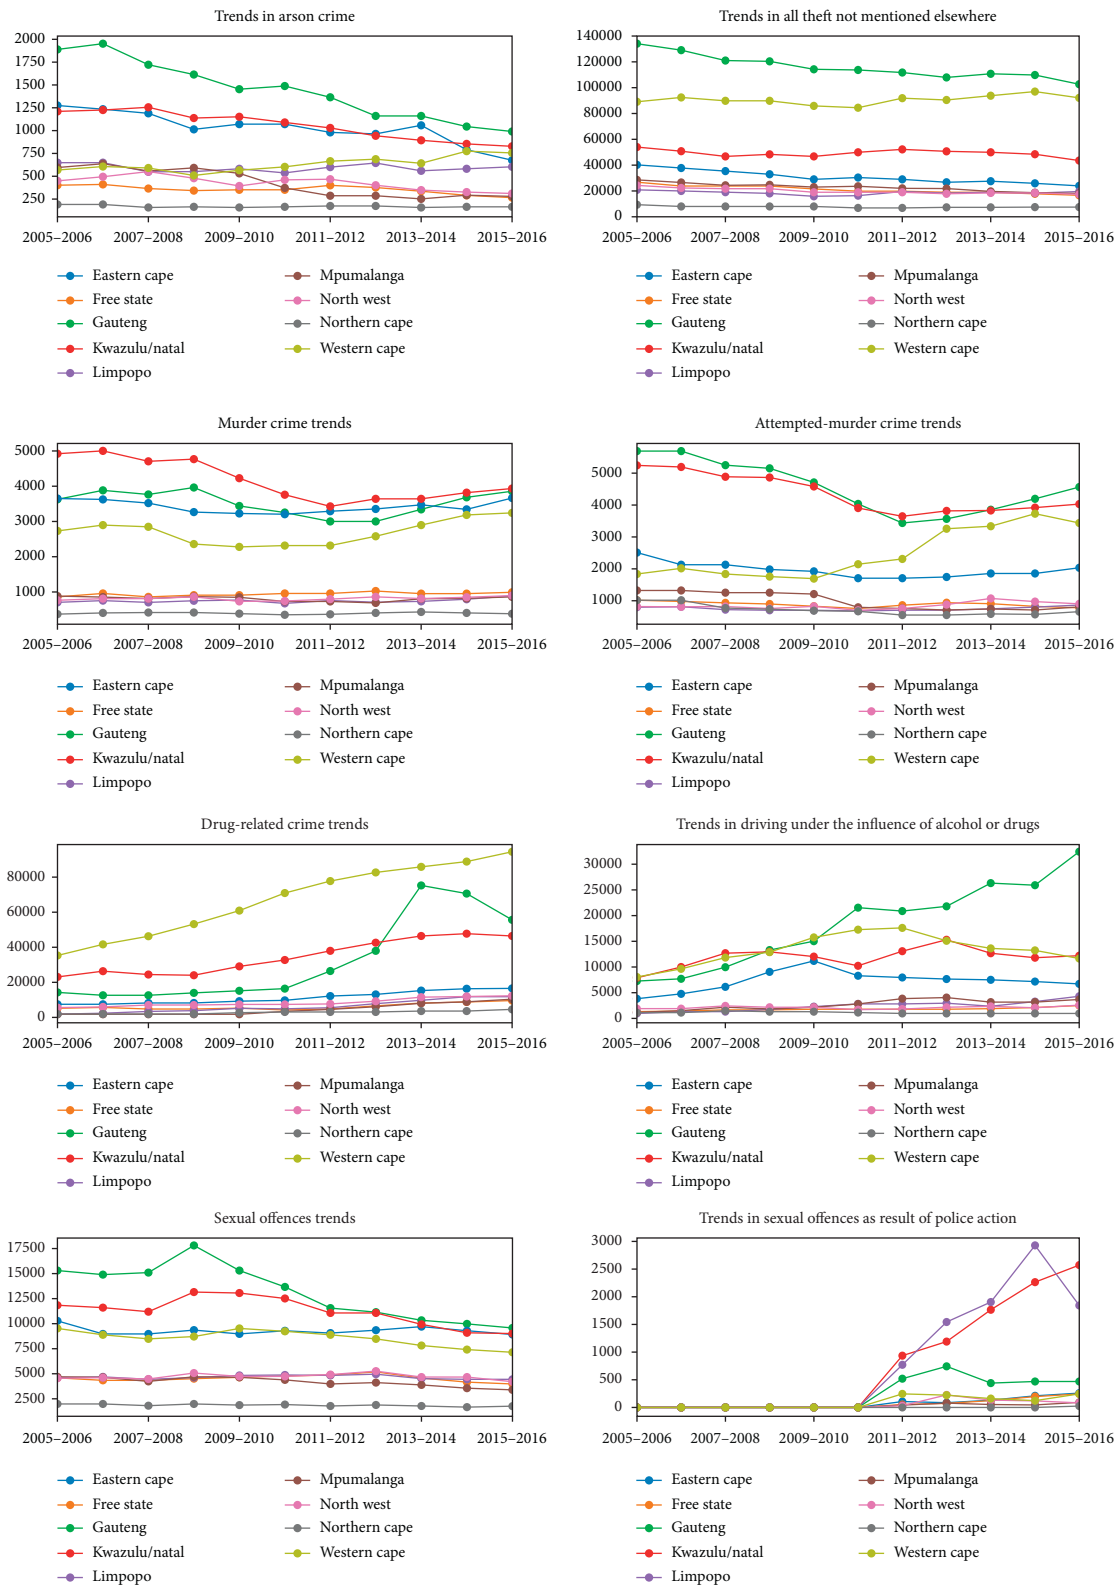 Trends in arson crime
2000
1750
1500
1250
1000
750
500
250
2005–2006 2007–2008 2009–2010 2011–2012 2013–2014 2015–2016
Eastern cape
Free state
Gauteng
Kwazulu/natal
Limpopo
Mpumalanga
North west
Northern cape
Western cape
Trends in all theft not mentioned elsewhere
140000
120000
100000
80000
60000
40000
20000
0
2005–2006 2007–2008 2009–2010 2011–2012 2013–2014 2015–2016
Eastern cape
Free state
Gauteng
Kwazulu/natal
Limpopo
Mpumalanga
North west
Northern cape
Western cape
Murder crime trends
5000
4000
3000
2000
1000
2005–2006 2007–2008 2009–2010 2011–2012 2013–2014 2015–2016
Eastern cape
Free state
Gauteng
Kwazulu/natal
Limpopo
Mpumalanga
North west
Northern cape
Western cape
Attempted-murder crime trends
5000
4000
3000
2000
1000
2005–2006 2007–2008 2009–2010 2011–2012 2013–2014 2015–2016
Eastern cape
Free state
Gauteng
Kwazulu/natal
Limpopo
Mpumalanga
North west
Northern cape
Western cape
Drug-related crime trends
80000
60000
40000
20000
0
2005–2006 2007–2008 2009–2010 2011–2012 2013–2014 2015–2016
Eastern cape
Free state
Gauteng
Kwazulu/natal
Limpopo
Mpumalanga
North west
Northern cape
Western cape
Trends in driving under the influence of alcohol or drugs
30000
25000
20000
15000
10000
5000
0
2005–2006 2007–2008 2009–2010 2011–2012 2013–2014 2015–2016
Eastern cape
Free state
Gauteng
Kwazulu/natal
Limpopo
Mpumalanga
North west
Northern cape
Western cape
Sexual offences trends
17500
15000
12500
10000
7500
5000
2500
2005–2006 2007–2008 2009–2010 2011–2012 2013–2014 2015–2016
Eastern cape
Free state
Gauteng
Kwazulu/natal
Limpopo
Mpumalanga
North west
Northern cape
Western cape
Trends in sexual offences as result of police action
3000
2500
2000
1500
1000
500
0
2005–2006 2007–2008 2009–2010 2011–2012 2013–2014 2015–2016
Eastern cape
Free state
Gauteng
Kwazulu/natal
Limpopo
Mpumalanga
North west
Northern cape
Western cape